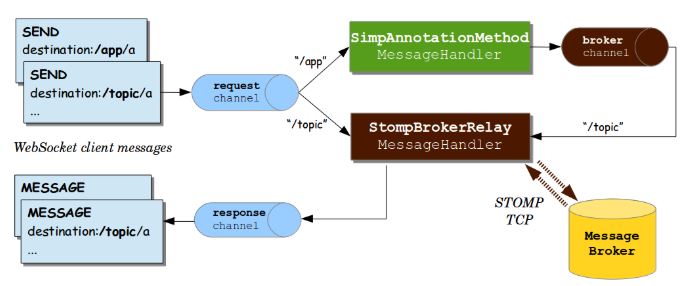 SEND
destination:/app/a
SEND
destination:/topic/a
...
WebSocket client messages
request
channel
"/app"
"/topic"
SimpAnnotationMethod
MessageHandler
broker
channel
"/topic"
StompBrokerRelay
MessageHandler
MESSAGE
MESSAGE
destination:/topic/a
...
response
channel
STOMP
TCP
Message
Broker